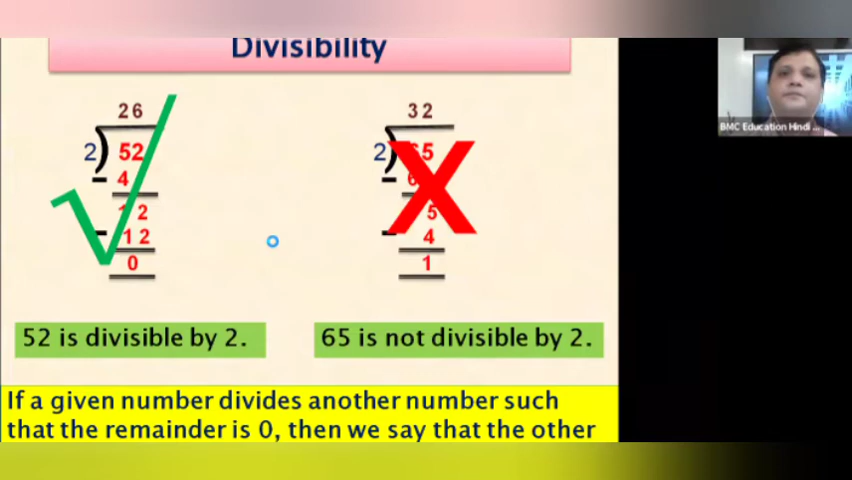 Divisibility
26
2) 52
4
12
12
0
32
2) 65
6
5
4
1
52 is divisible by 2.
65 is not divisible by 2.
If a given number divides another number such
that the remainder is 0, then we say that the other
BMC Education Hindi ...